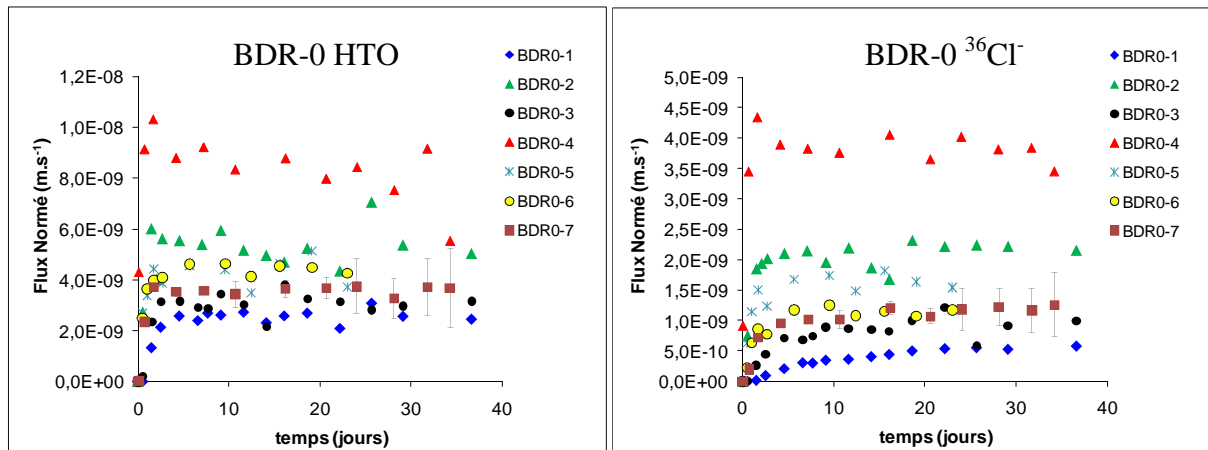 BDR-0 HTO
Flux Normé (m.s⁻¹)
1,2E-08
1,0E-08
8,0E-09
6,0E-09
4,0E-09
2,0E-09
0,0E+00
0
10
20
30
40
temps (jours)
BDR0-1
BDR0-2
BDR0-3
BDR0-4
BDR0-5
BDR0-6
BDR0-7
BDR-0 ³⁶Cl⁻
Flux Normé (m.s⁻¹)
5,0E-09
4,5E-09
4,0E-09
3,5E-09
3,0E-09
2,5E-09
2,0E-09
1,5E-09
1,0E-09
5,0E-10
0,0E+00
0
10
20
30
40
temps (jours)
BDR0-1
BDR0-2
BDR0-3
BDR0-4
BDR0-5
BDR0-6
BDR0-7